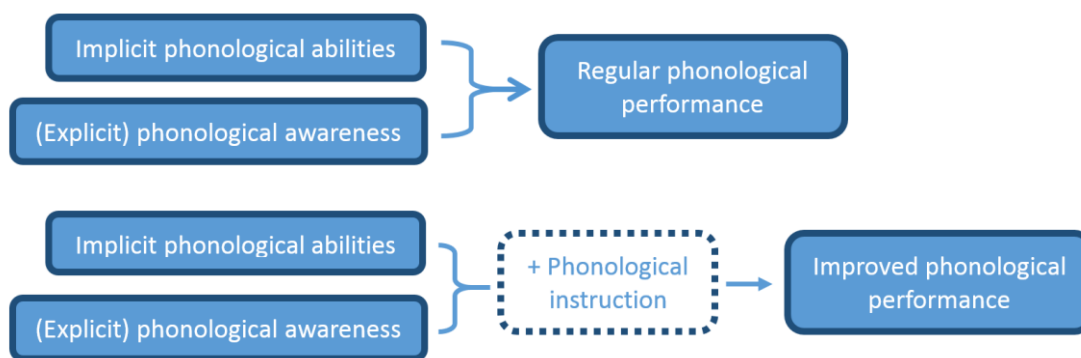 Implicit phonological abilities
(Explicit) phonological awareness
Regular phonological
performance
Implicit phonological abilities
(Explicit) phonological awareness
+ Phonological
instruction
Improved phonological
performance